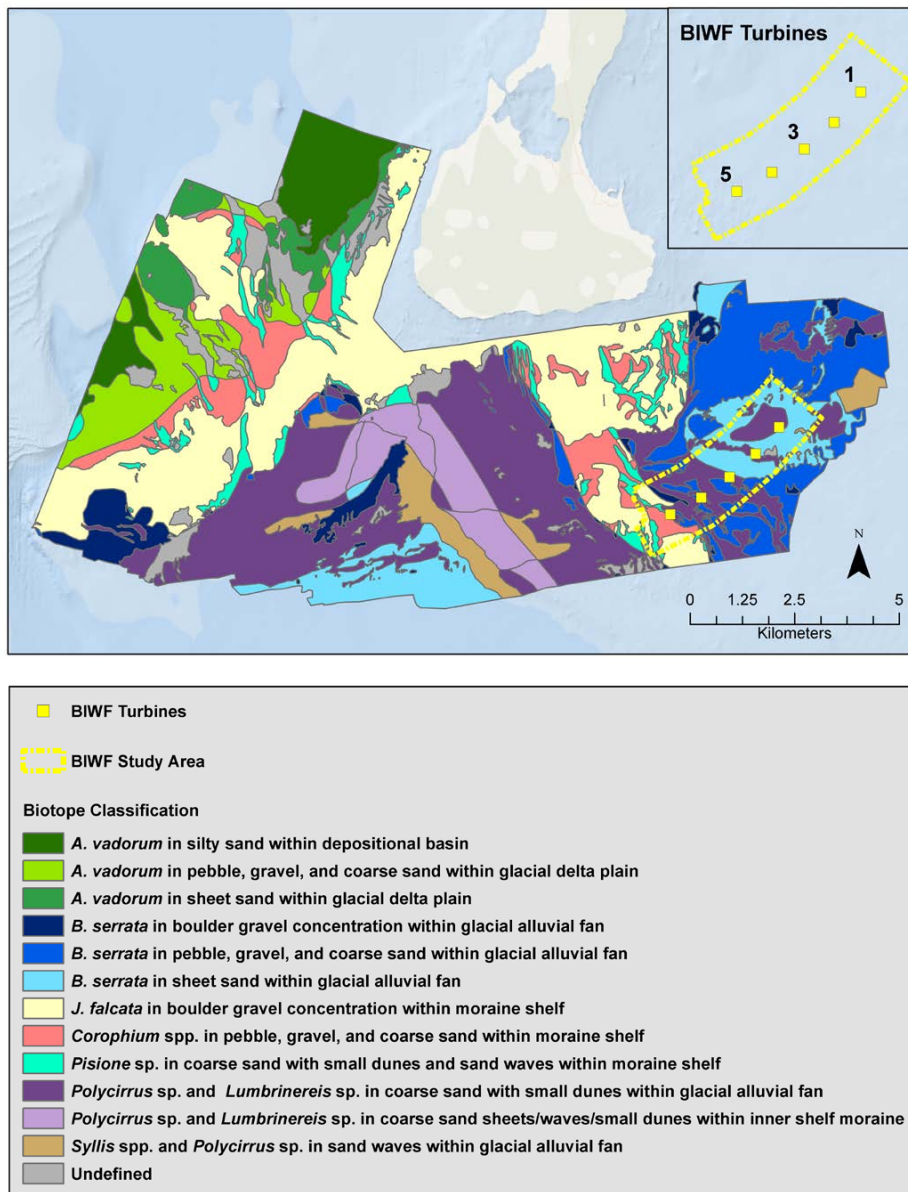 BIWF Turbines
1
3
5
N
0 1.25 2.5 5
Kilometers
BIWF Turbines
BIWF Study Area
Biotope Classification
A. vadorum in silty sand within depositional basin
A. vadorum in pebble, gravel, and coarse sand within glacial delta plain
A. vadorum in sheet sand within glacial delta plain
B. serrata in boulder gravel concentration within glacial alluvial fan
B. serrata in pebble, gravel, and coarse sand within glacial alluvial fan
B. serrata in sheet sand within glacial alluvial fan
J. falcata in boulder gravel concentration within moraine shelf
Corophium spp. in pebble, gravel, and coarse sand within moraine shelf
Pisione sp. in coarse sand with small dunes and sand waves within moraine shelf
Polycirrus sp. and Lumbrinereis sp. in coarse sand with small dunes within glacial alluvial fan
Polycirrus sp. and Lumbrinereis sp. in coarse sand sheets/waves/small dunes within inner shelf moraine
Syllis spp. and Polycirrus sp. in sand waves within glacial alluvial fan
Undefined